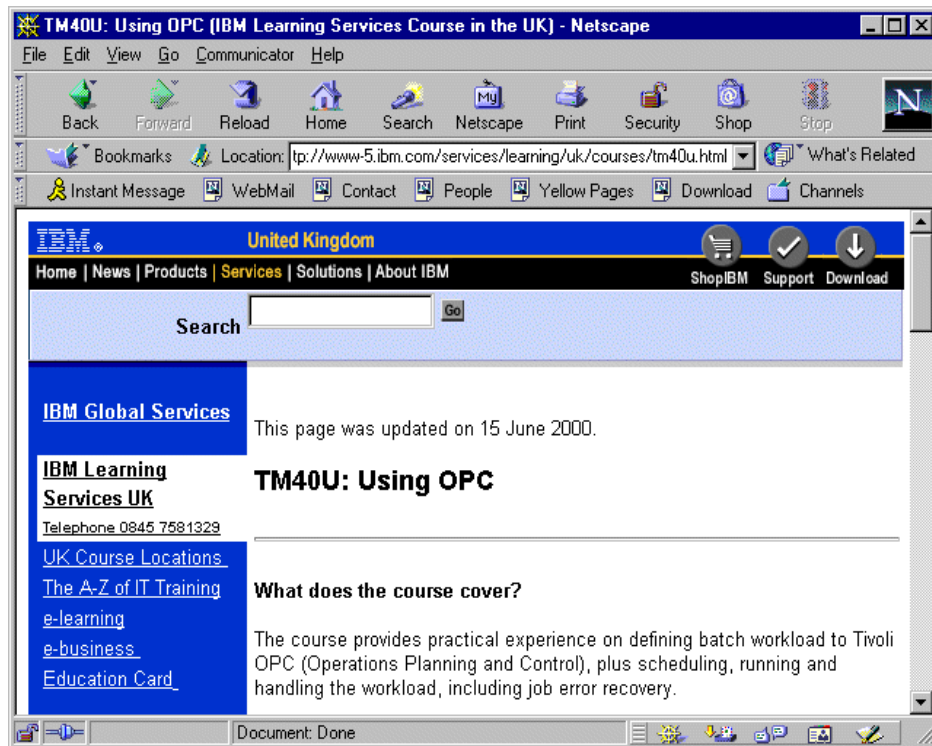 TM40U: Using OPC (IBM Learning Services Course in the UK) - Netscape
File Edit View Go Communicator Help
Back Forward Reload Home Search Netscape Print Security Shop Stop
My
N
Bookmarks Location: tp://www-5.ibm.com/services/learning/uk/courses/tm40u.html What's Related
Instant Message WebMail Contact People Yellow Pages Download Channels
IBM® United Kingdom
Home | News | Products | Services | Solutions | About IBM
ShopIBM Support Download
Search Go
IBM Global Services
This page was updated on 15 June 2000.
IBM Learning
Services UK
TM40U: Using OPC
Telephone 0845 7581329
UK Course Locations
The A-Z of IT Training
e-learning
e-business
Education Card
What does the course cover?
The course provides practical experience on defining batch workload to Tivoli
OPC (Operations Planning and Control), plus scheduling, running and
handling the workload, including job error recovery.
Document: Done